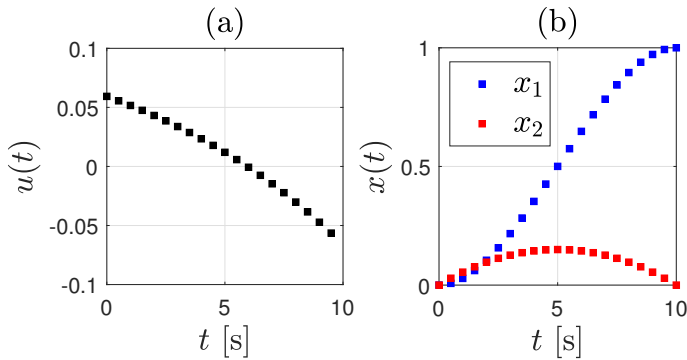 (a)
0.1
0.05
0
-0.05
-0.1
u(t)
0 5 10
t [s]
(b)
1
0.5
0
x(t)
x₁
x₂
0 5 10
t [s]